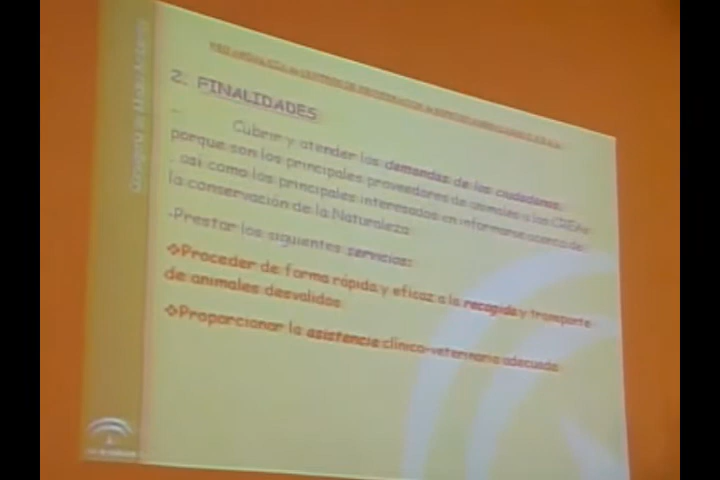 2. FINALIDADES
Cubrir y atender las demandas de los ciudadanos,
porque son los principales proveedores de animales a los CREAs
, así como los principales interesados en informarse acerca de
la conservación de la Naturaleza
-Prestar los siguientes servicios:
❖Proceder de forma rápida y eficaz a la recogida y transporte
de animales desvalidos
❖Proporcionar la asistencia clínico-veterinaria adecuada